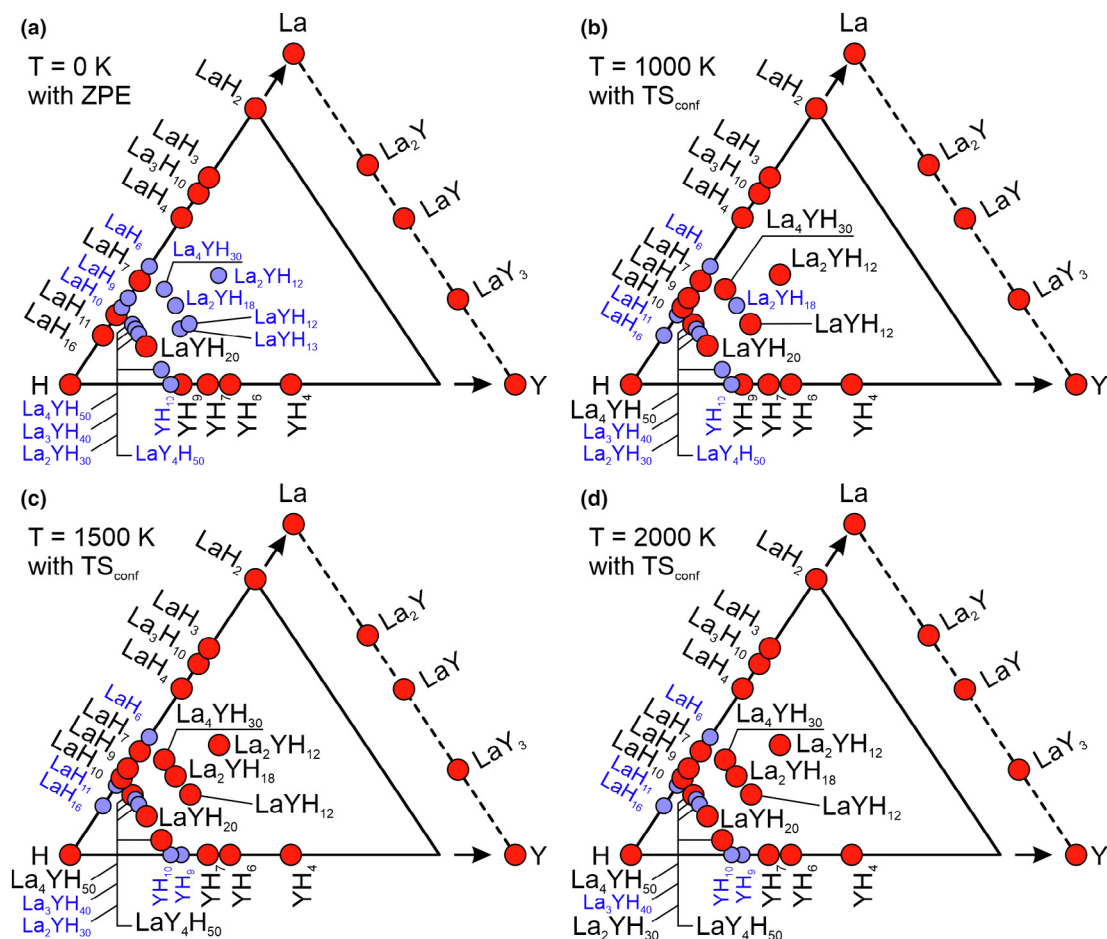 (a)
T = 0 K
with ZPE
La
LaH₂
LaH₃
La₃H₁₀
LaH₄
LaH₆
LaH₇
LaH₉
LaH₁₀
LaH₁₁
LaH₁₆
La₂Y
LaY
LaY₃
La₄YH₃₀
La₂YH₁₂
La₂YH₁₈
LaYH₁₂
LaYH₁₃
LaYH₂₀
H
Y
YH₁₀
YH₉
YH₇
YH₆
YH₄
La₄YH₅₀
La₃YH₄₀
La₂YH₃₀
LaY₄H₅₀
(b)
T = 1000 K
with TS_conf
La
LaH₂
LaH₃
La₃H₁₀
LaH₄
LaH₆
LaH₇
LaH₉
LaH₁₀
LaH₁₁
LaH₁₆
La₂Y
LaY
LaY₃
La₄YH₃₀
La₂YH₁₂
La₂YH₁₈
LaYH₁₂
LaYH₂₀
H
Y
YH₁₀
YH₉
YH₇
YH₆
YH₄
La₄YH₅₀
La₃YH₄₀
La₂YH₃₀
LaY₄H₅₀
(c)
T = 1500 K
with TS_conf
La
LaH₂
LaH₃
La₃H₁₀
LaH₄
LaH₆
LaH₇
LaH₉
LaH₁₀
LaH₁₁
LaH₁₆
La₂Y
LaY
LaY₃
La₄YH₃₀
La₂YH₁₂
La₂YH₁₈
LaYH₁₂
LaYH₂₀
H
Y
YH₁₀
YH₉
YH₇
YH₆
YH₄
La₄YH₅₀
La₃YH₄₀
La₂YH₃₀
LaY₄H₅₀
(d)
T = 2000 K
with TS_conf
La
LaH₂
LaH₃
La₃H₁₀
LaH₄
LaH₆
LaH₇
LaH₉
LaH₁₀
LaH₁₁
LaH₁₆
La₂Y
LaY
LaY₃
La₄YH₃₀
La₂YH₁₂
La₂YH₁₈
LaYH₁₂
LaYH₂₀
H
Y
YH₁₀
YH₉
YH₇
YH₆
YH₄
La₄YH₅₀
La₃YH₄₀
La₂YH₃₀
LaY₄H₅₀